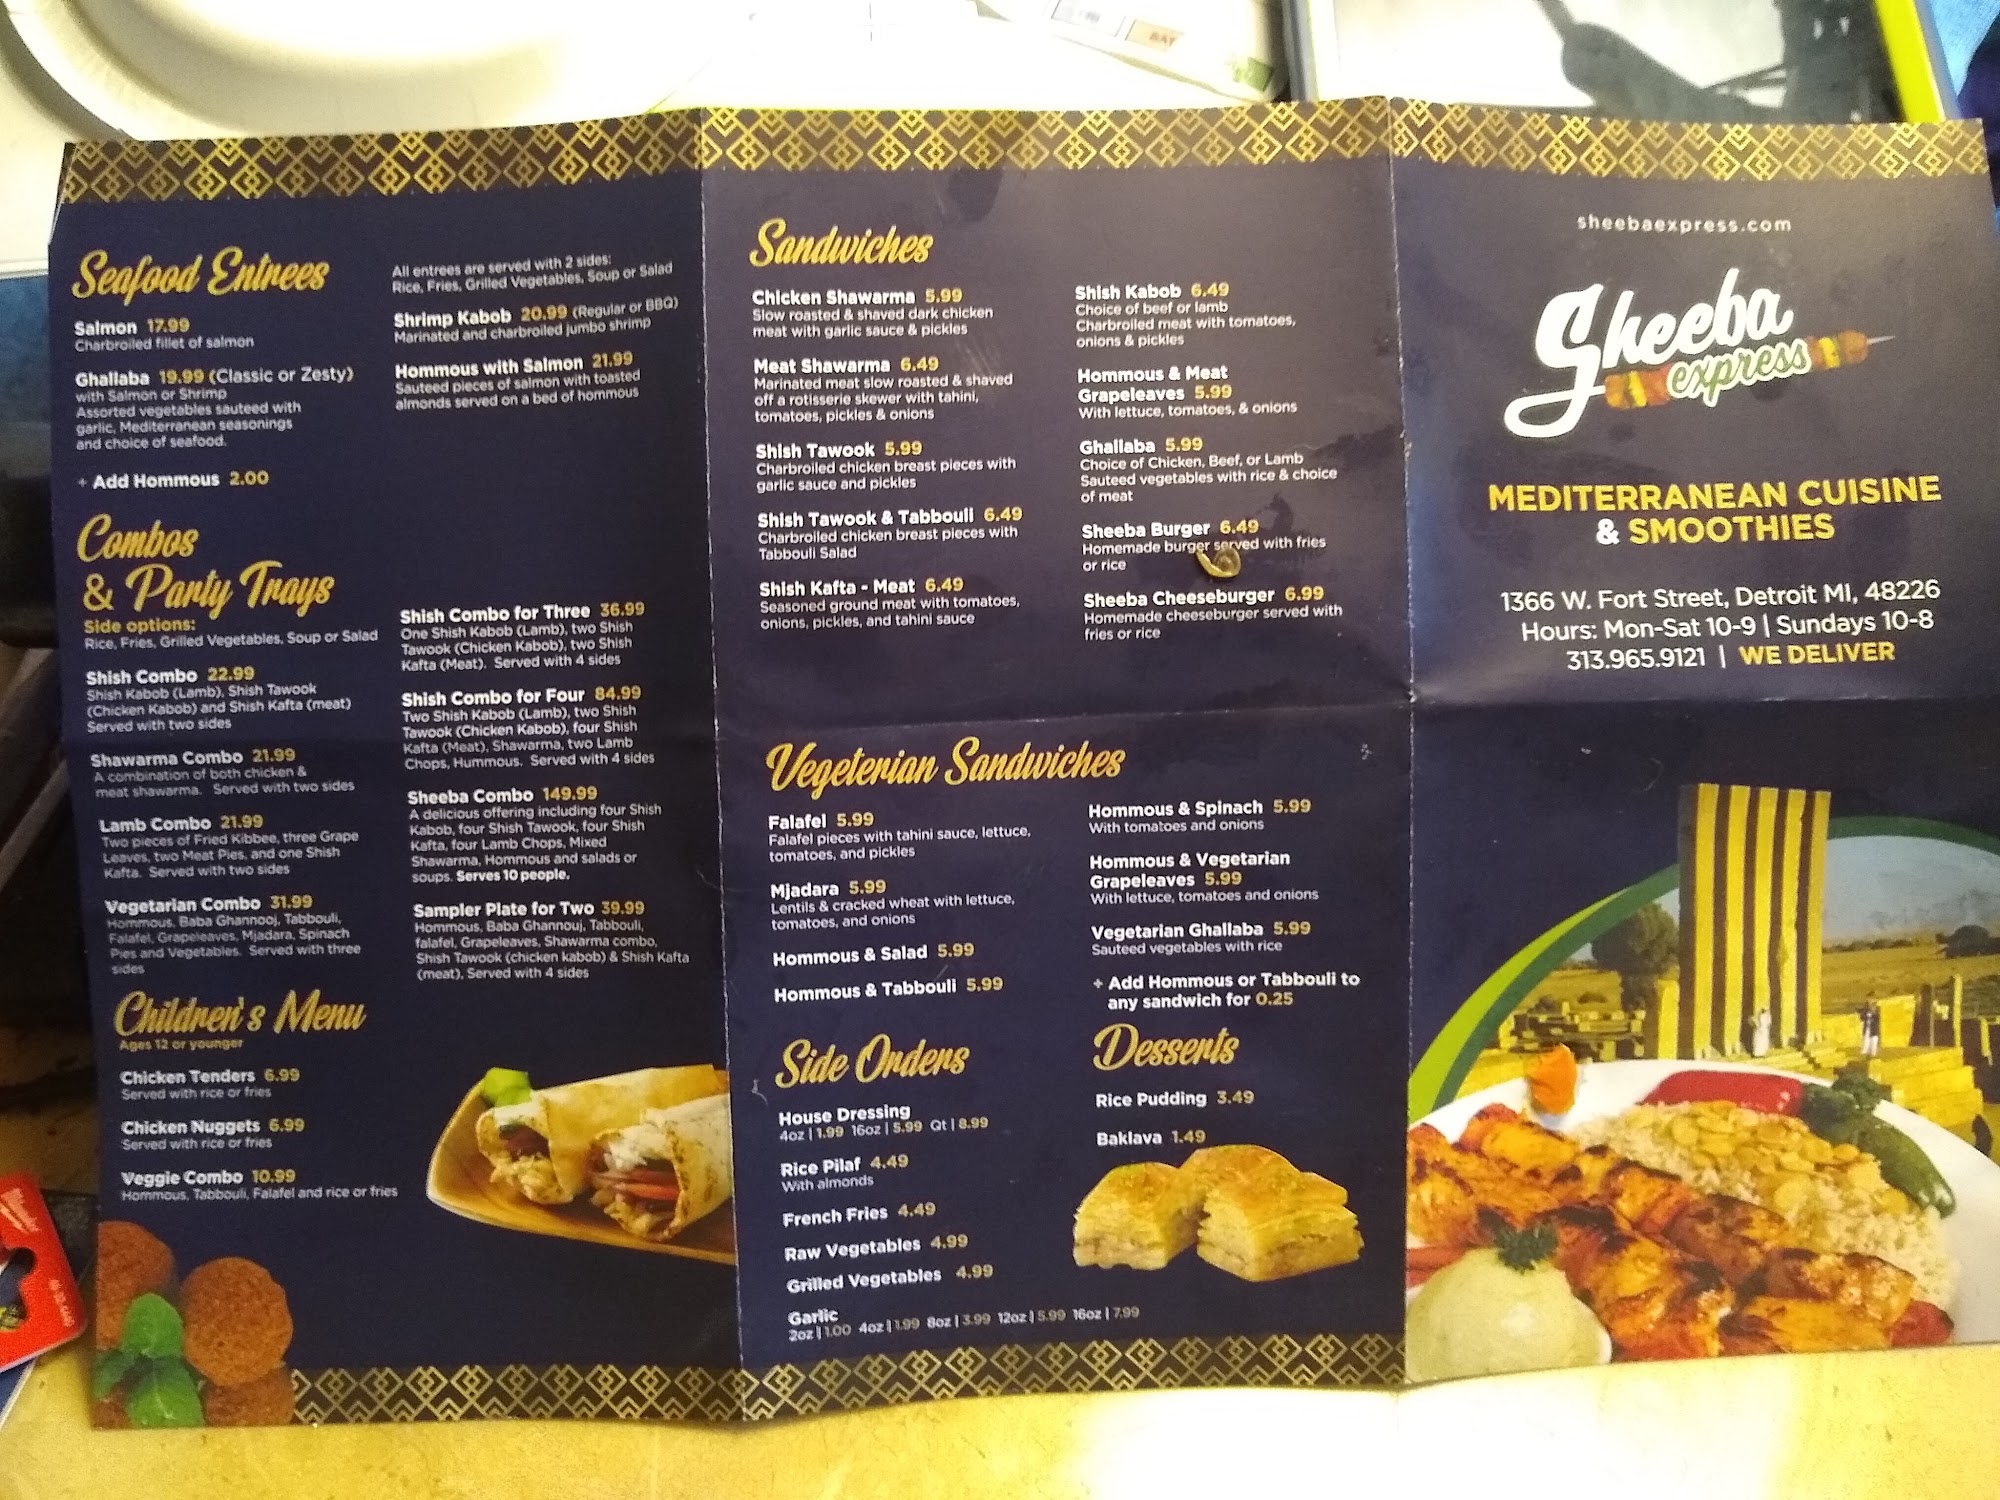 Seafood Entrees
Salmon 17.99
Charbroiled fillet of salmon
Ghallaba 19.99 (Classic or Zesty)
with Salmon or Shrimp
Assorted vegetables sauteed with
garlic, Mediterranean seasonings
and choice of seafood.
+ Add Hommous 2.00
All entrees are served with 2 sides:
Rice, Fries, Grilled Vegetables, Soup or Salad
Shrimp Kabob 20.99 (Regular or BBQ)
Marinated and charbroiled jumbo shrimp
Hommous with Salmon 21.99
Sauteed pieces of salmon with toasted
almonds served on a bed of hommous
Combos
& Party Trays
Side options:
Rice, Fries, Grilled Vegetables, Soup or Salad
Shish Combo 22.99
Shish Kabob (Lamb), Shish Tawook
(Chicken Kabob) and Shish Kafta (meat)
Served with two sides
Shawarma Combo 21.99
A combination of both chicken &
meat shawarma. Served with two sides
Lamb Combo 21.99
Two pieces of Fried Kibbee, three Grape
Leaves, two Meat Pies, and one Shish
Kafta. Served with two sides
Vegetarian Combo 31.99
Hommous, Baba Ghannooj, Tabbouli,
Falafel, Grapeleaves, Mjadara, Spinach
Pies and Vegetables. Served with three
sides
Shish Combo for Three 36.99
One Shish Kabob (Lamb), two Shish
Tawook (Chicken Kabob), two Shish
Kafta (Meat). Served with 4 sides
Shish Combo for Four 84.99
Two Shish Kabob (Lamb), two Shish
Tawook (Chicken Kabob), four Shish
Kafta (Meat), Shawarma, two Lamb
Chops, Hummous. Served with 4 sides
Sheeba Combo 149.99
A delicious offering including four Shish
Kabob, four Shish Tawook, four Shish
Kafta, four Lamb Chops, Mixed
Shawarma, Hommous and salads or
soups. Serves 10 people.
Sampler Plate for Two 39.99
Hommous, Baba Ghannouj, Tabbouli,
falafel, Grapeleaves, Shawarma combo,
Shish Tawook (chicken kabob) & Shish Kafta
(meat), Served with 4 sides
Children's Menu
Ages 12 or younger
Chicken Tenders 6.99
Served with rice or fries
Chicken Nuggets 6.99
Served with rice or fries
Veggie Combo 10.99
Hommous, Tabbouli, Falafel and rice or fries
Sandwiches
Chicken Shawarma 5.99
Slow roasted & shaved dark chicken
meat with garlic sauce & pickles
Meat Shawarma 6.49
Marinated meat slow roasted & shaved
off a rotisserie skewer with tahini,
tomatoes, pickles & onions
Shish Tawook 5.99
Charbroiled chicken breast pieces with
garlic sauce and pickles
Shish Tawook & Tabbouli 6.49
Charbroiled chicken breast pieces with
Tabbouli Salad
Shish Kafta - Meat 6.49
Seasoned ground meat with tomatoes,
onions, pickles, and tahini sauce
Shish Kabob 6.49
Choice of beef or lamb
Charbroiled meat with tomatoes,
onions & pickles
Hommous & Meat
Grapeleaves 5.99
With lettuce, tomatoes, & onions
Ghallaba 5.99
Choice of Chicken, Beef, or Lamb
Sauteed vegetables with rice & choice
of meat
Sheeba Burger 6.49
Homemade burger served with fries
or rice
Sheeba Cheeseburger 6.99
Homemade cheeseburger served with
fries or rice
Vegeterian Sandwiches
Falafel 5.99
Falafel pieces with tahini sauce, lettuce,
tomatoes, and pickles
Mjadara 5.99
Lentils & cracked wheat with lettuce,
tomatoes, and onions
Hommous & Salad 5.99
Hommous & Tabbouli 5.99
Hommous & Spinach 5.99
With tomatoes and onions
Hommous & Vegetarian
Grapeleaves 5.99
With lettuce, tomatoes and onions
Vegetarian Ghallaba 5.99
Sauteed vegetables with rice
+ Add Hommous or Tabbouli to
any sandwich for 0.25
Side Orders
House Dressing
4oz | 1.99 16oz | 5.99 Qt | 8.99
Rice Pilaf 4.49
With almonds
French Fries 4.49
Raw Vegetables 4.99
Grilled Vegetables 4.99
Garlic
2oz | 1.00 4oz | 1.99 8oz | 3.99 12oz | 5.99 16oz | 7.99
Desserts
Rice Pudding 3.49
Baklava 1.49
sheebaexpress.com
Sheeba
express
MEDITERRANEAN CUISINE
& SMOOTHIES
1366 W. Fort Street, Detroit MI, 48226
Hours: Mon-Sat 10-9 | Sundays 10-8
313.965.9121 | WE DELIVER